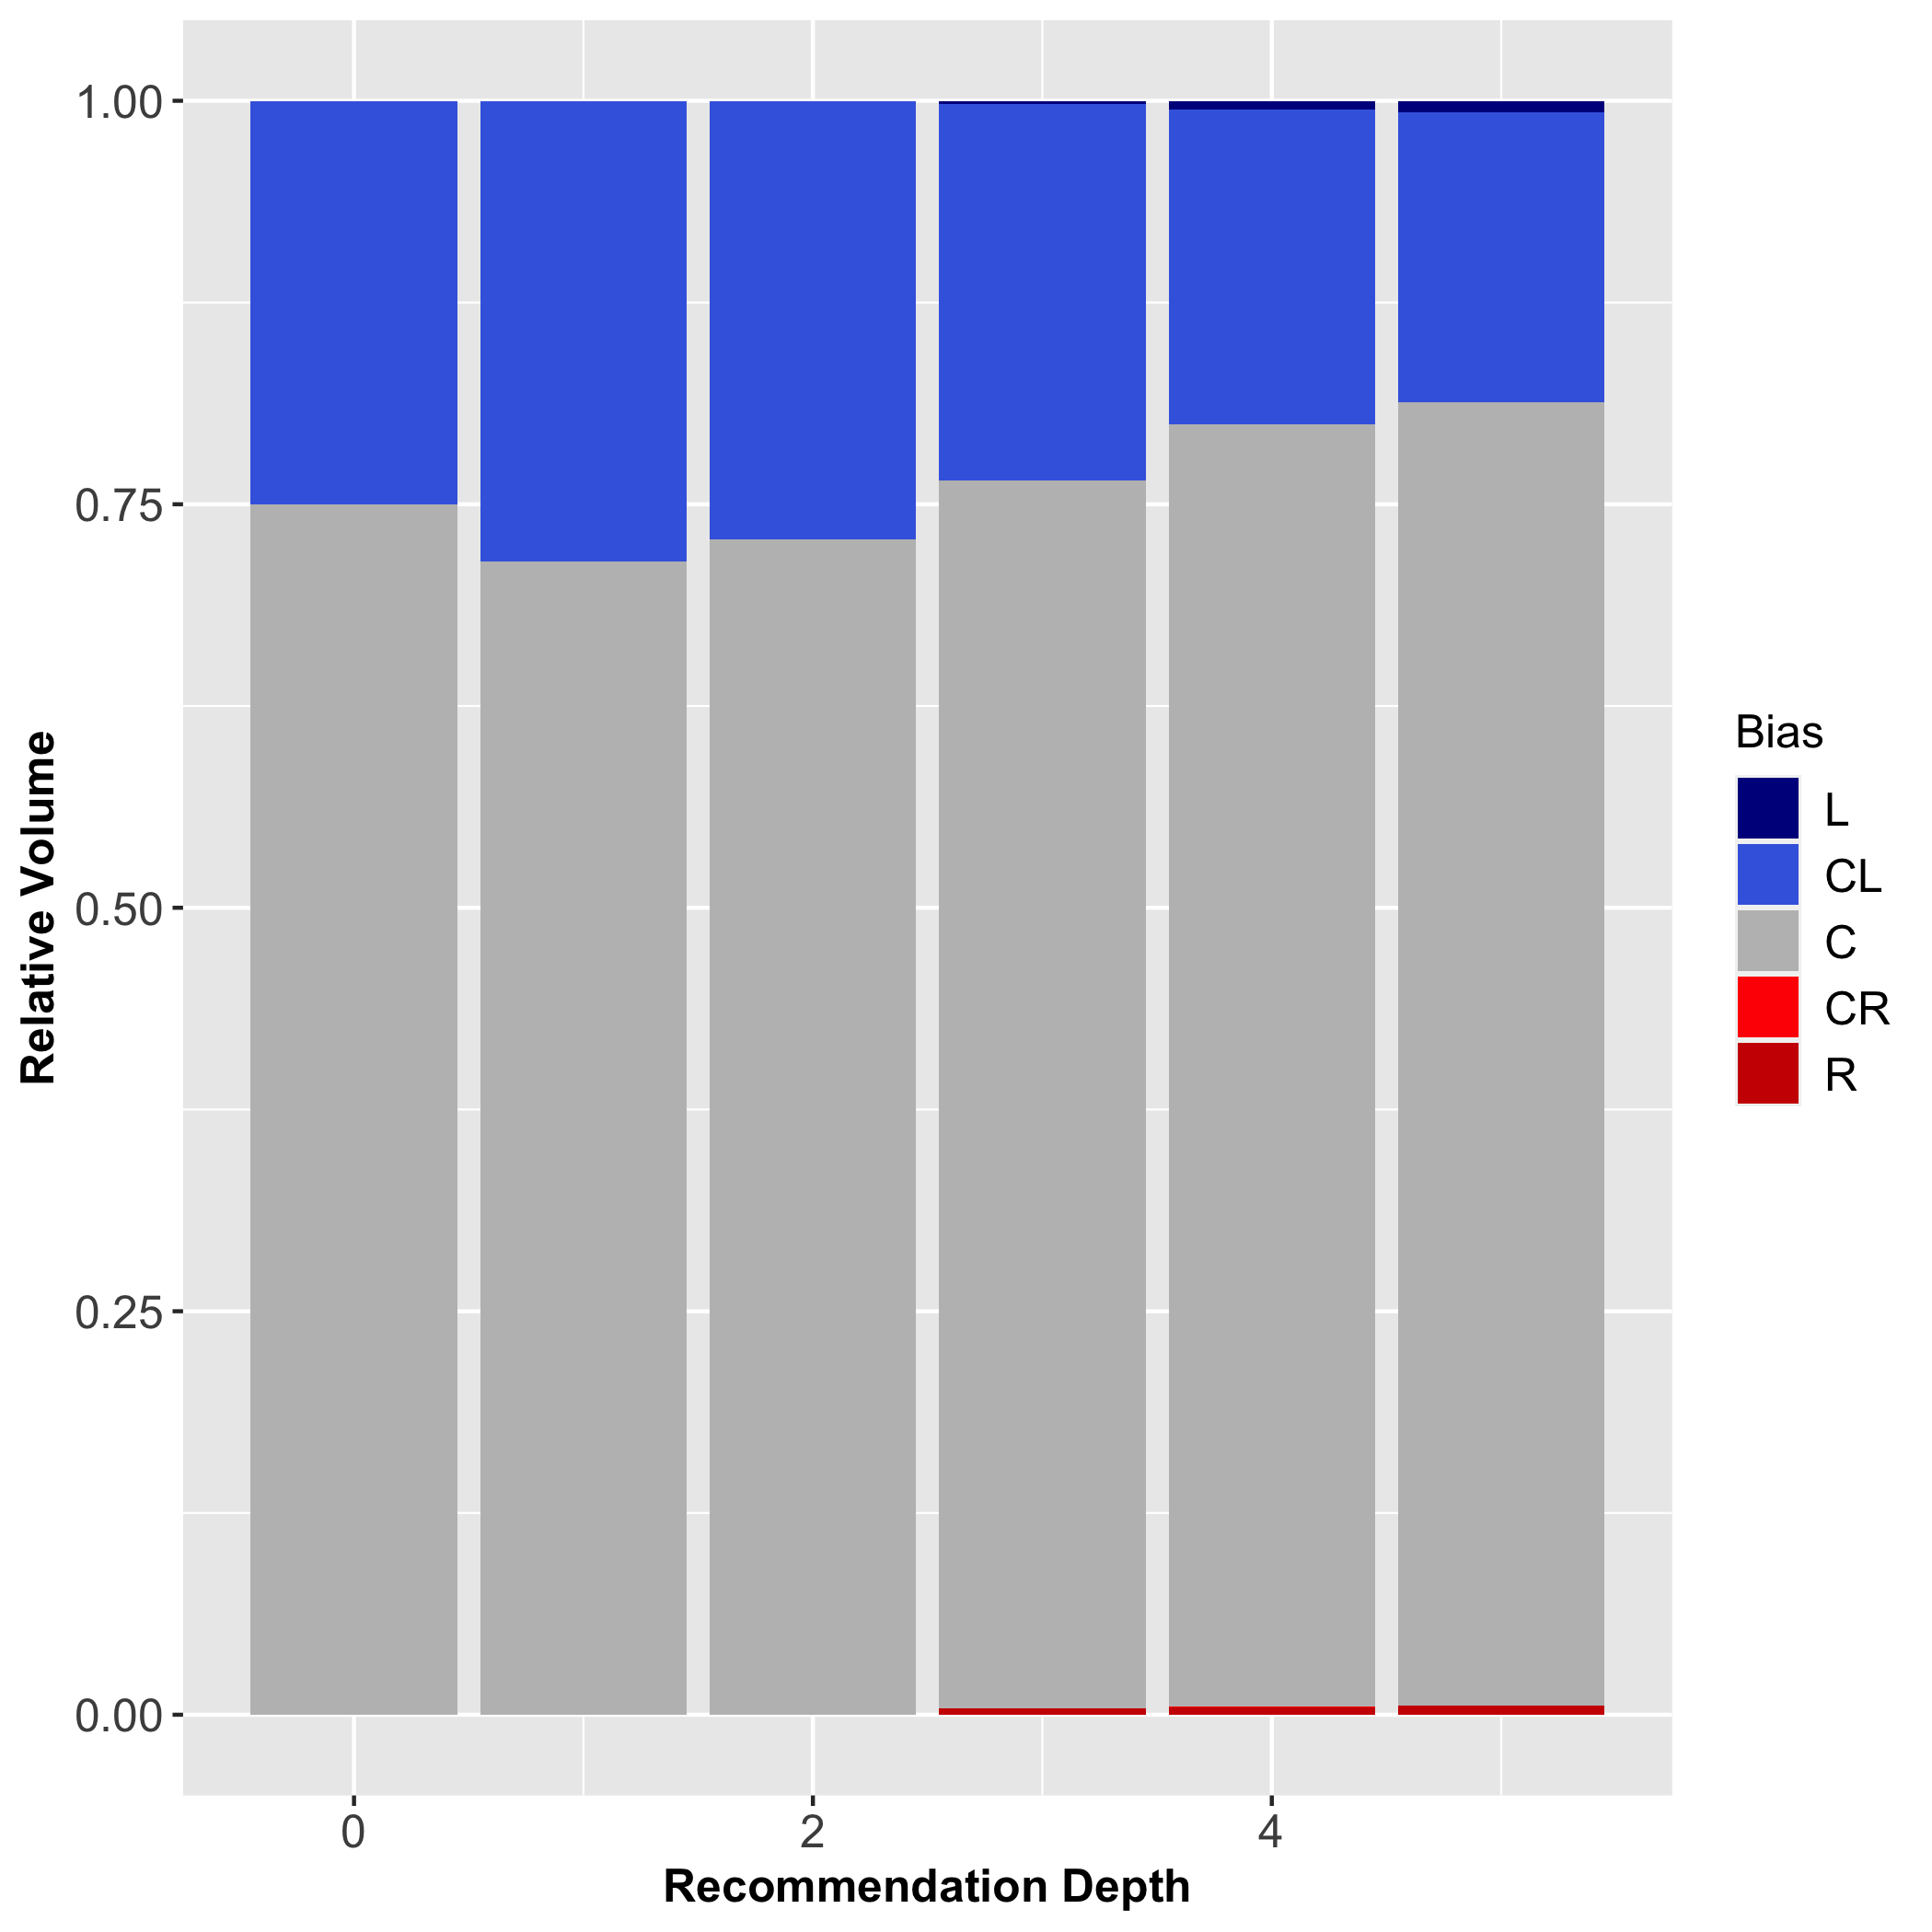 1.00
0.75
0.50
0.25
0.00
Relative Volume
0 2 4
Recommendation Depth
Bias
L
CL
C
CR
R